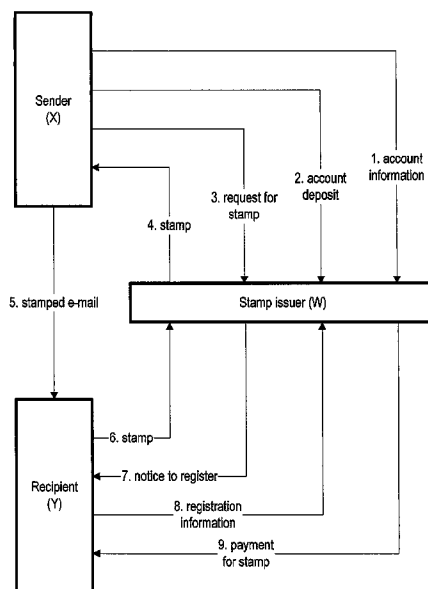 Sender
(X)
1. account
information
2. account
deposit
3. request for
stamp
4. stamp
Stamp issuer (W)
5. stamped e-mail
6. stamp
7. notice to register
Recipient
(Y)
8. registration
information
9. payment
for stamp